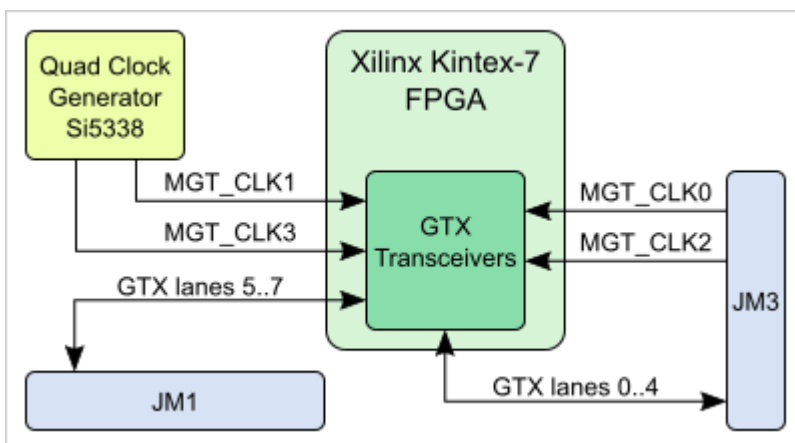 Quad Clock
Generator
Si5338
Xilinx Kintex-7
FPGA
MGT_CLK1
MGT_CLK3
GTX
Transceivers
MGT_CLK0
MGT_CLK2
GTX lanes 5..7
JM3
JM1
GTX lanes 0..4